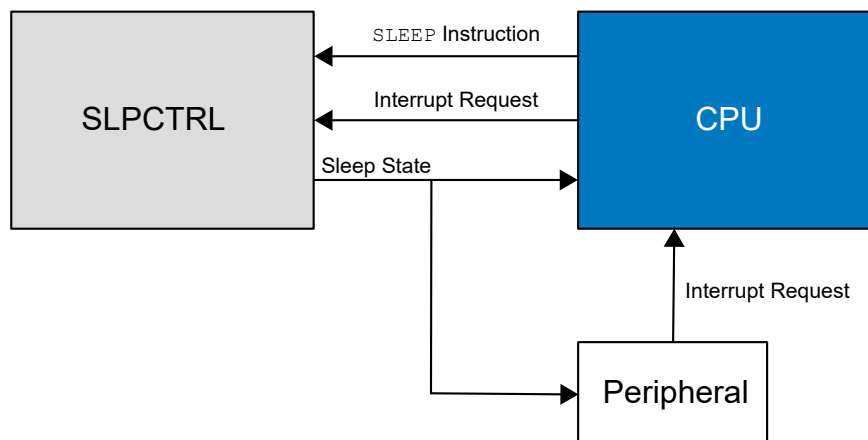 SLEEP Instruction
SLPCTRL
Interrupt Request
CPU
Sleep State
Interrupt Request
Peripheral